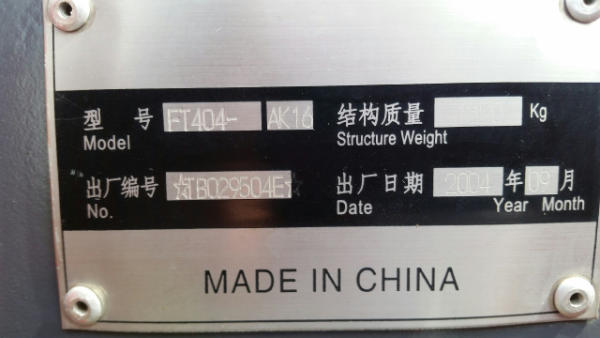 型 号 FT404- AK16 结构质量 Kg
Model Structure Weight
出厂编号 ☆TB029504E☆ 出厂日期 2004 年 09 月
No. Date Year Month
MADE IN CHINA